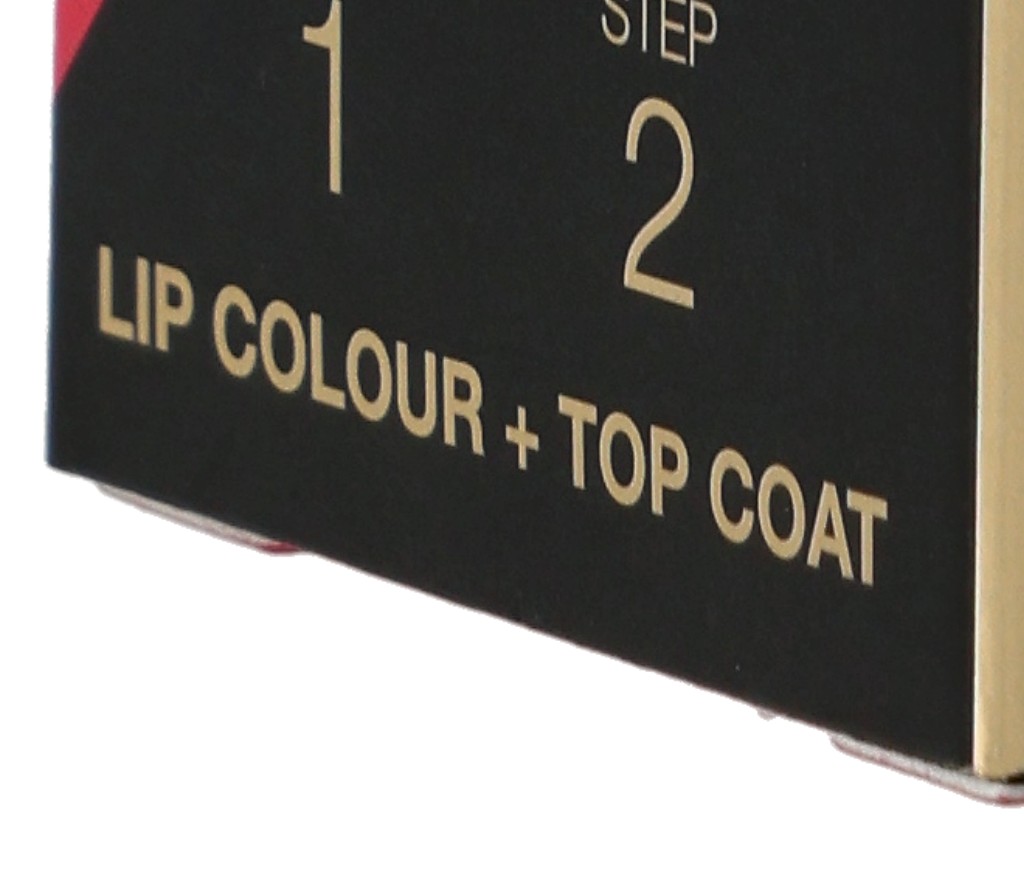 STEP
1 2
LIP COLOUR + TOP COAT